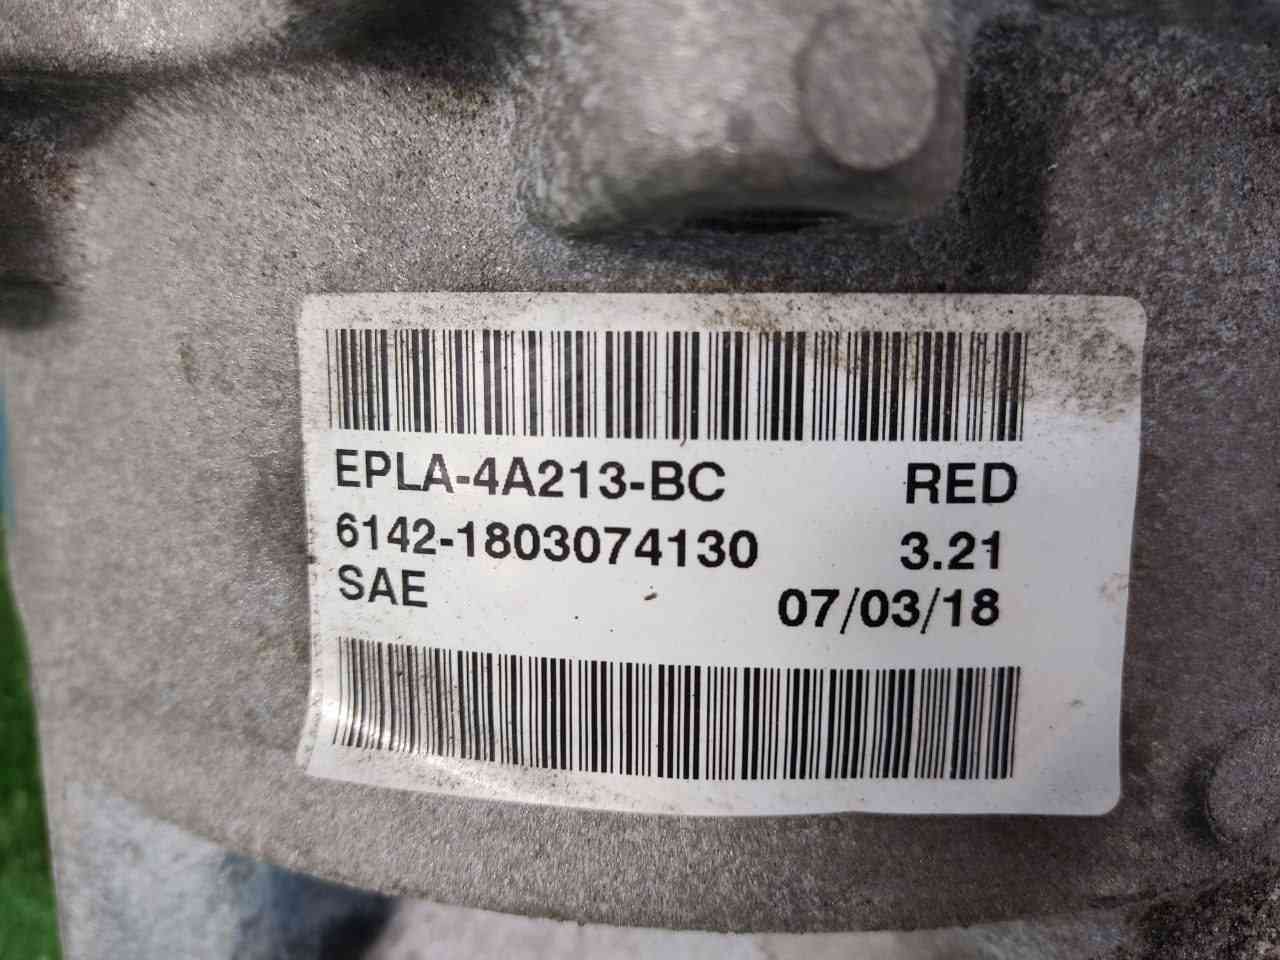 EPLA-4A213-BC RED
6142-1803074130 3.21
SAE 07/03/18